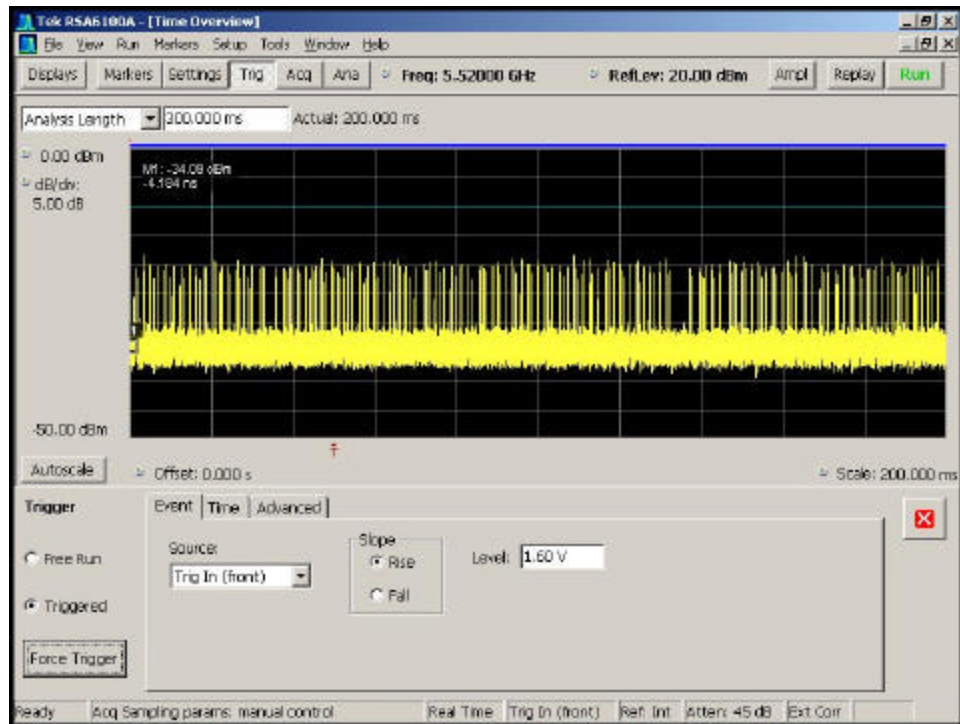 Tek RSA6100A - [Time Overview]
File View Run Markers Setup Tools Window Help
Displays Markers Settings Trig Acq Ana Freq: 5.52000 GHz RefLev: 20.00 dBm Ampl Replay Run
Analysis Length 300.000 ms Actual: 200.000 ms
0.00 dBm
dB/div:
5.00 dB
M1: -34.09 dBm
-4.184 ns
-50.00 dBm
Autoscale Offset: 0.000 s Scale: 200.000 ms
Trigger Event Time Advanced
Free Run Source: Slope Level: 1.60 V
Trig In (front) Rise
Triggered Fall
Force Trigger
Ready Acq Sampling params: manual control Real Time Trig In (front) Ref: Int Atten: 45 dB Ext Corr